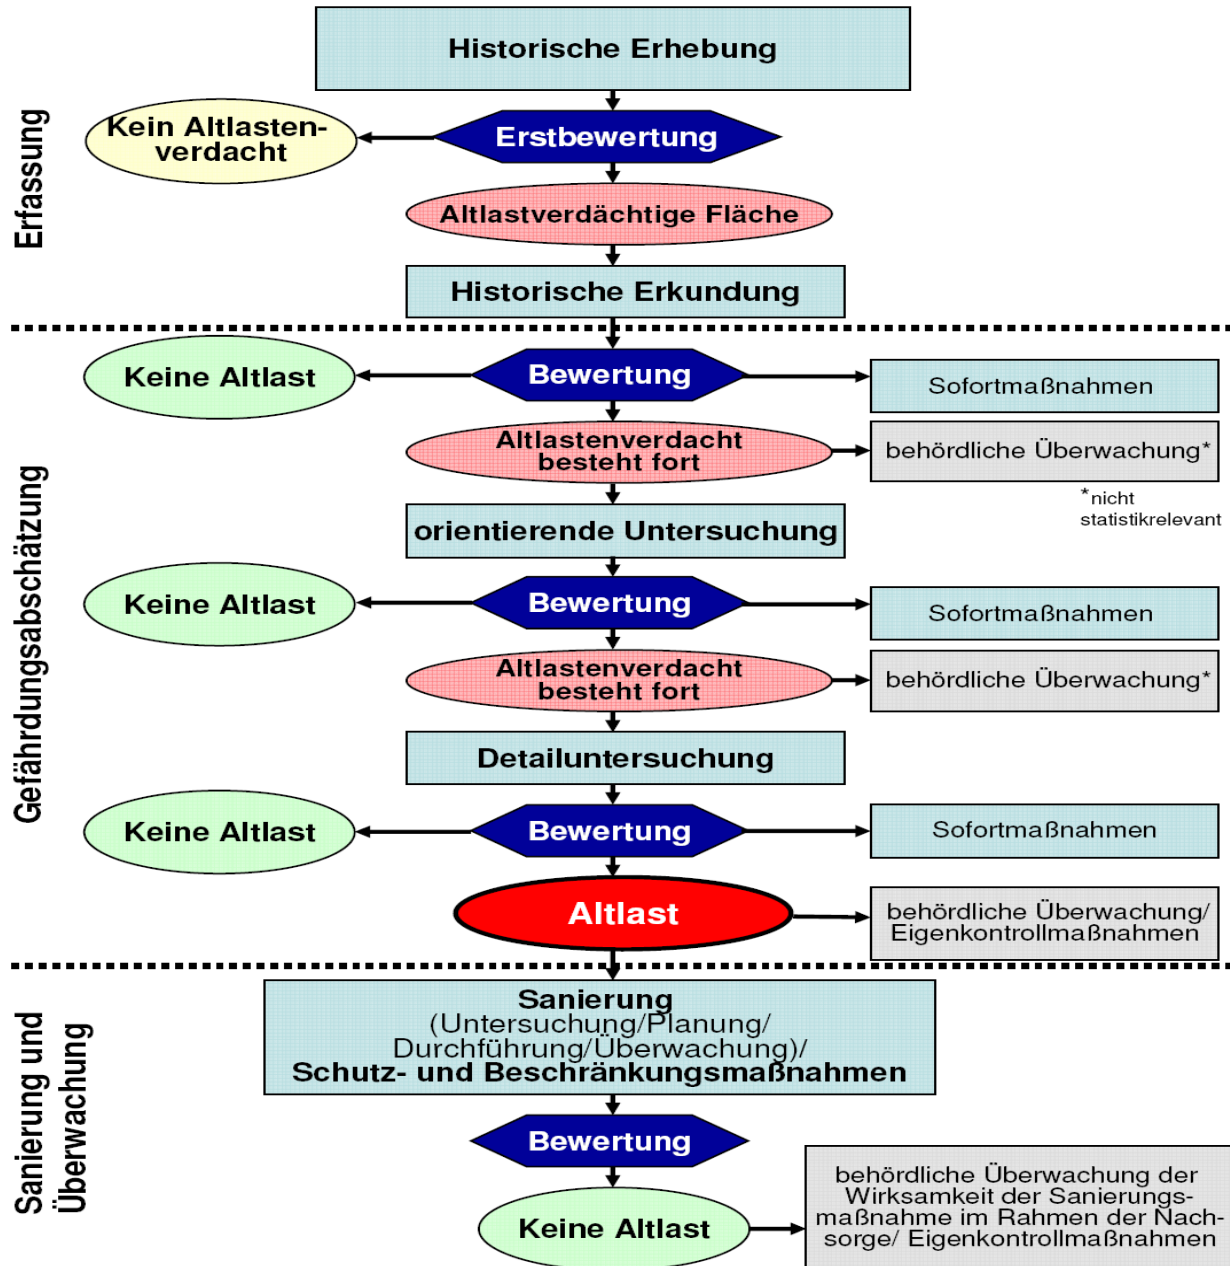 Historische Erhebung
Erfassung
Kein Altlasten-
verdacht
Erstbewertung
Altlastverdächtige Fläche
Historische Erkundung
Gefährdungsabschätzung
Keine Altlast
Bewertung
Sofortmaßnahmen
Altlastenverdacht
besteht fort
behördliche Überwachung*
*nicht
statistikrelevant
orientierende Untersuchung
Keine Altlast
Bewertung
Sofortmaßnahmen
Altlastenverdacht
besteht fort
behördliche Überwachung*
Detailuntersuchung
Keine Altlast
Bewertung
Sofortmaßnahmen
Altlast
behördliche Überwachung/
Eigenkontrollmaßnahmen
Sanierung und
Überwachung
Sanierung
(Untersuchung/Planung/
Durchführung/Überwachung)/
Schutz- und Beschränkungsmaßnahmen
Bewertung
Keine Altlast
behördliche Überwachung der
Wirksamkeit der Sanierungs-
maßnahme im Rahmen der Nach-
sorge/ Eigenkontrollmaßnahmen